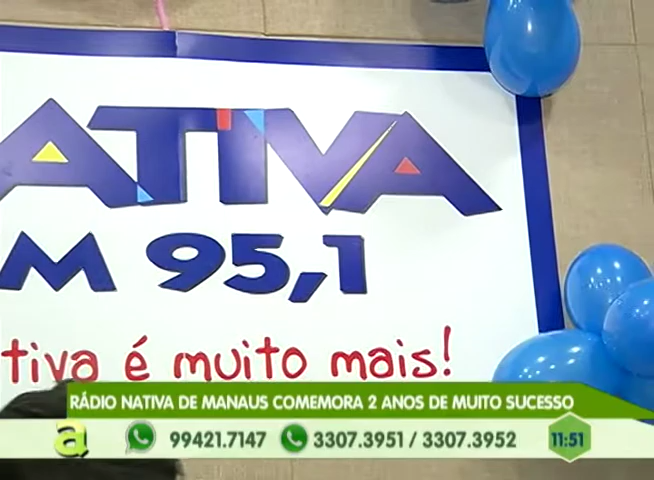 ATIVA
M 95,1
tiva é muito mais!
RÁDIO NATIVA DE MANAUS COMEMORA 2 ANOS DE MUITO SUCESSO
a 99421.7147 3307.3951 / 3307.3952 11:51